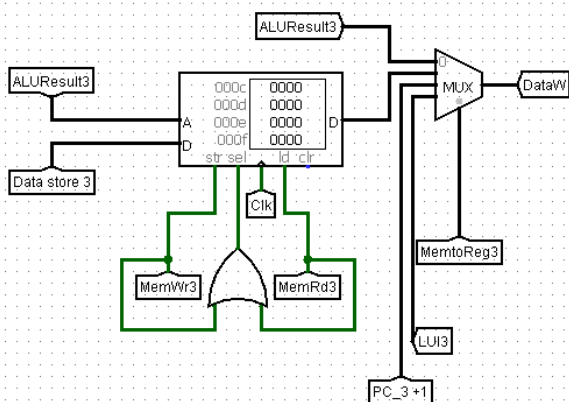 ALUResult3
0
MUX
DataW
ALUResult3
000c 0000
000d 0000
A 000e 0000 D
D 000f 0000
str sel ld clr
Data store 3
Clk
MemWr3
MemRd3
MemtoReg3
LUI3
PC_3 +1